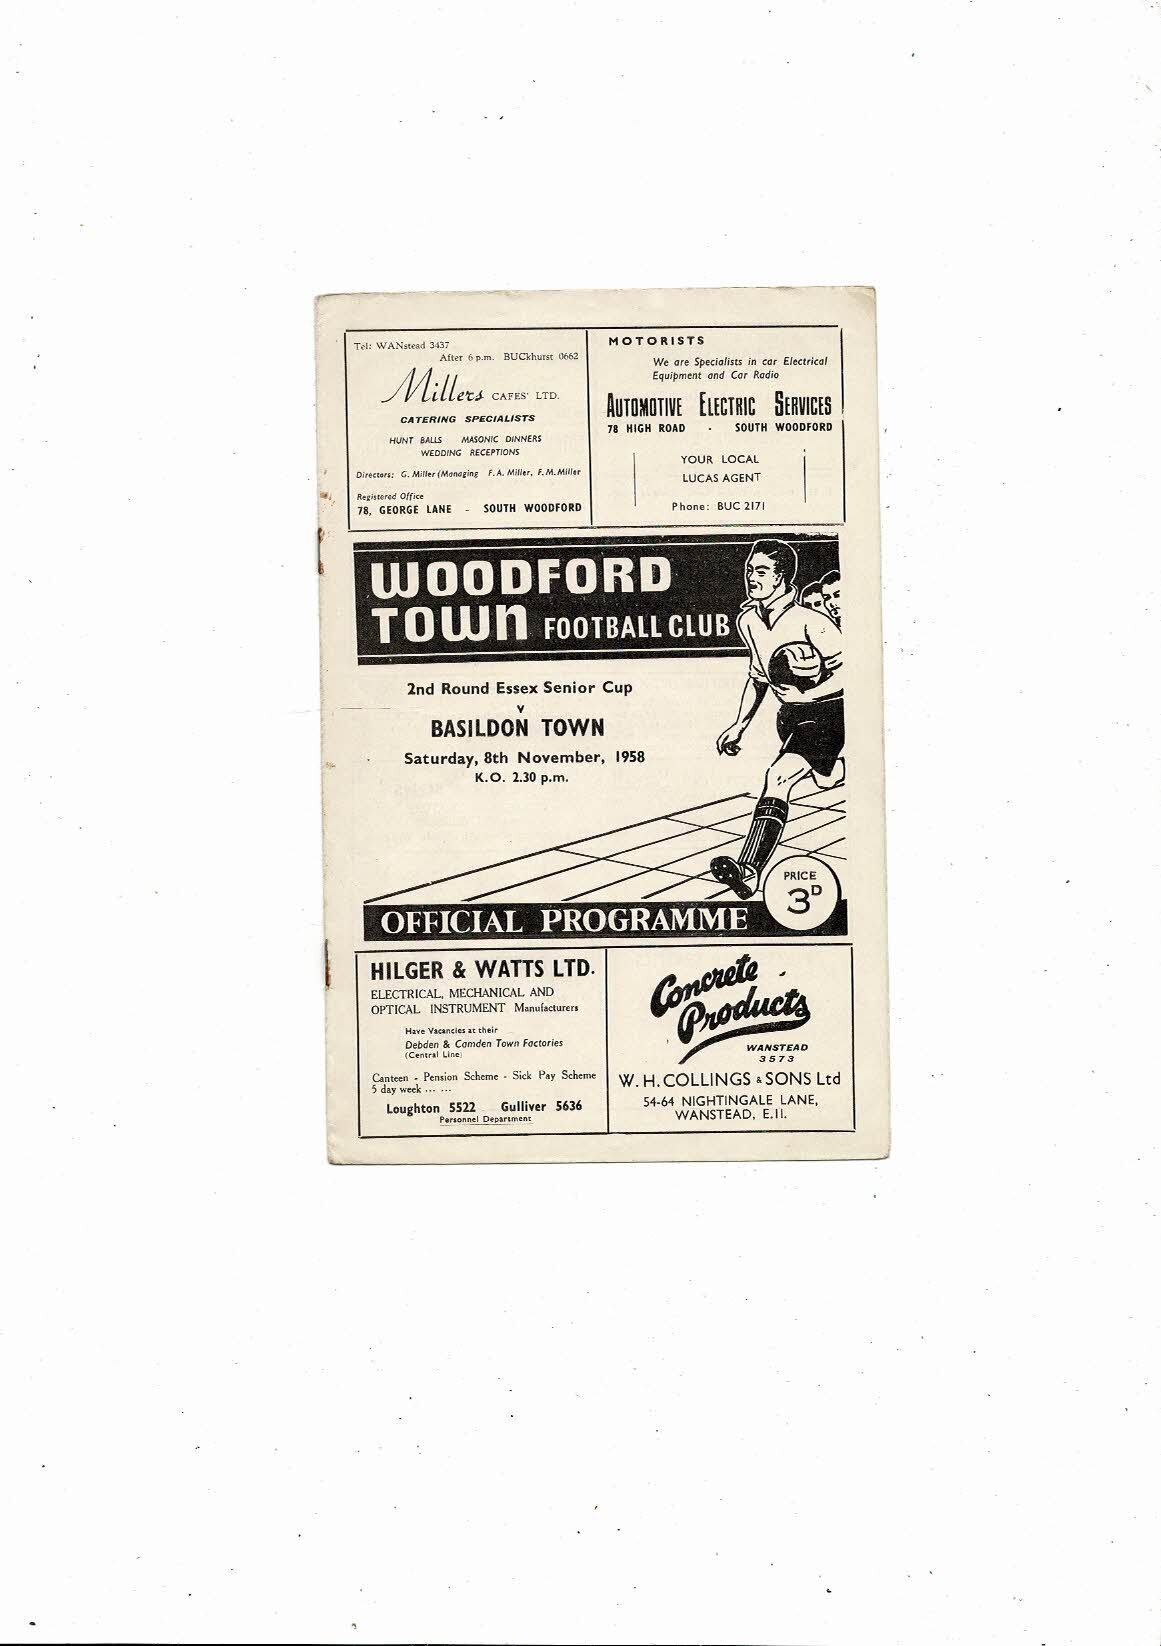 Tel: WANstead 3437
After 6 p.m. BUCkhurst 0662
Millers CAFES' LTD.
CATERING SPECIALISTS
HUNT BALLS MASONIC DINNERS
WEDDING RECEPTIONS
Directors; G. Miller (Managing F. A. Miller, F. M. Miller
Registered Office
78, GEORGE LANE - SOUTH WOODFORD
MOTORISTS
We are Specialists in car Electrical
Equipment and Car Radio
AUTOMOTIVE ELECTRIC SERVICES
78 HIGH ROAD - SOUTH WOODFORD
YOUR LOCAL
LUCAS AGENT
Phone: BUC 2171
WOODFORD
TOWN FOOTBALL CLUB
2nd Round Essex Senior Cup
v
BASILDON TOWN
Saturday, 8th November, 1958
K.O. 2.30 p.m.
PRICE
3D
OFFICIAL PROGRAMME
HILGER & WATTS LTD.
ELECTRICAL, MECHANICAL AND
OPTICAL INSTRUMENT Manufacturers
Have Vacancies at their
Debden & Camden Town Factories
(Central Line)
Canteen - Pension Scheme - Sick Pay Scheme
5 day week ... ...
Loughton 5522 Gulliver 5636
Personnel Department
Concrete
Products
WANSTEAD
3573
W. H. COLLINGS & SONS Ltd
54-64 NIGHTINGALE LANE,
WANSTEAD, E.11.